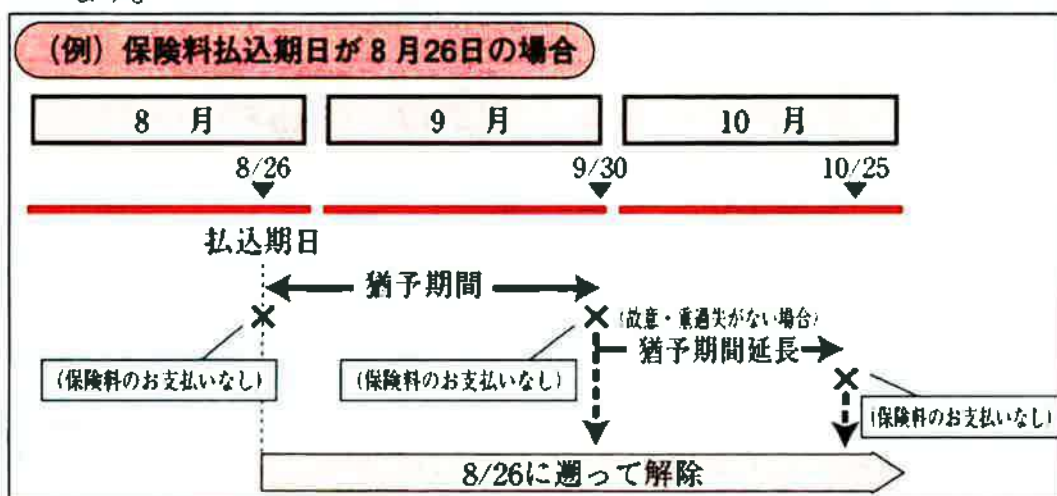 (例) 保険料払込期日が8月26日の場合
8 月
9 月
10 月
8/26
9/30
10/25
払込期日
猶予期間
(故意・重過失がない場合)
猶予期間延長
(保険料のお支払いなし)
(保険料のお支払いなし)
(保険料のお支払いなし)
8/26に遡って解除